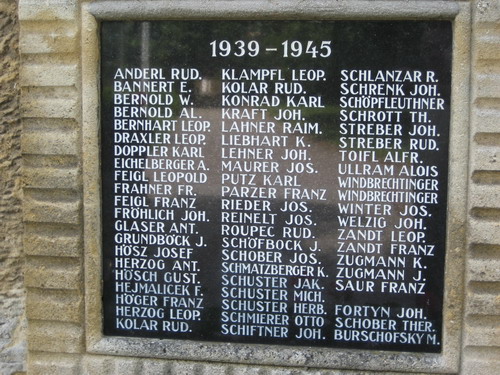 1939-1945
ANDERL RUD.
BANNERT E.
BERNOLD W.
BERNOLD AL.
BERNHART LEOP.
DRAXLER LEOP.
DOPPLER KARL
EICHELBERGER A.
FEIGL LEOPOLD
FRAHNER FR.
FEIGL FRANZ
FRÖHLICH JOH.
GLASER ANT.
GRUNDBÖCK J.
HÖSZ JOSEF
HERZOG ANT.
HÖSCH GUST.
HEJMALICEK F.
HÖGER FRANZ
HERZOG LEOP.
KOLAR RUD.
KLAMPFL LEOP.
KOLAR RUD.
KONRAD KARL
KRAFT JOH.
LAHNER RAIM.
LIEBHART K.
LEHNER JOH.
MAURER JOS.
PUTZ KARL
PARZER FRANZ
RIEDER JOS.
REINELT JOS.
ROUPEC RUD.
SCHÖFBOCK J.
SCHOBER JOS.
SCHMATZBERGER K.
SCHUSTER JAK.
SCHUSTER MICH.
SCHUSTER HERB.
SCHMIERER OTTO
SCHIFTNER JOH.
SCHLANZAR R.
SCHRENK JOH.
SCHÖPFLEUTHNER
SCHROTT TH.
STREBER JOH.
STREBER RUD.
TOIFL ALFR.
ULLRAM ALOIS
WINDBRECHTINGER
WINDBRECHTINGER
WINTER JOS.
WELZIG JOH.
ZANDT LEOP.
ZANDT FRANZ
ZUGMANN K.
ZUGMANN J.
SAUR FRANZ
FORTYN JOH.
SCHOBER THER.
BURSCHOFSKY M.